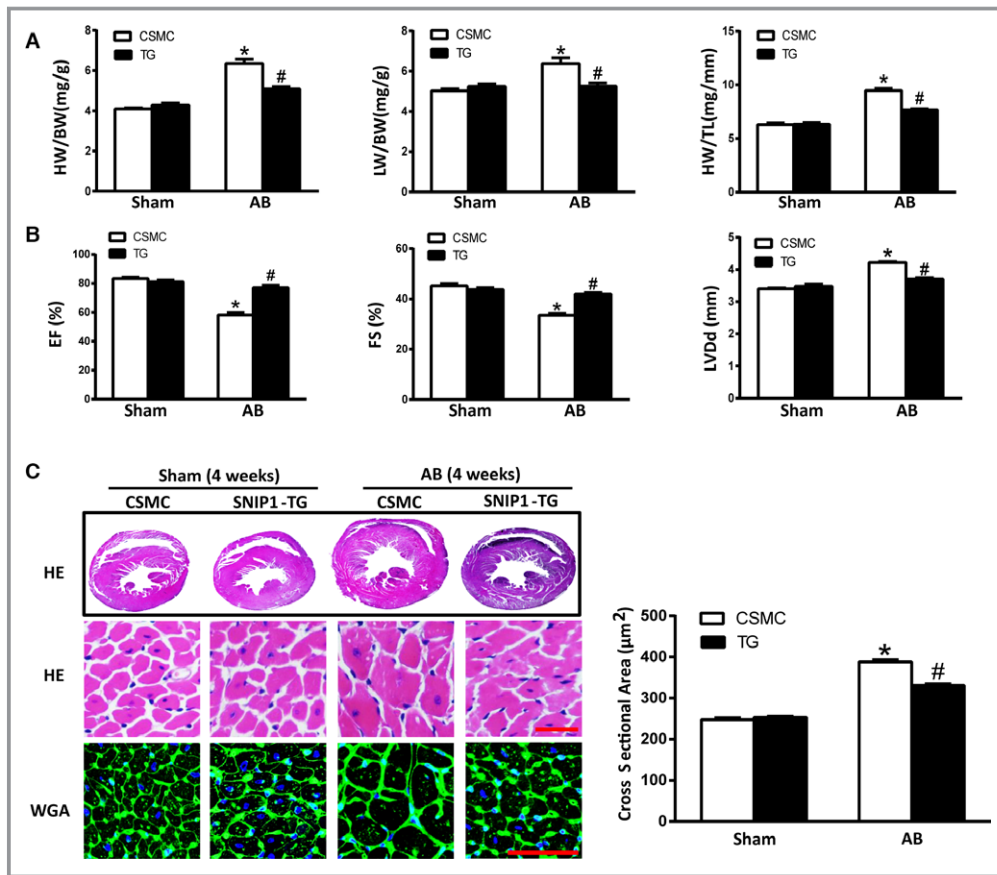 A
HW/BW(mg/g)
8
6
4
2
0
CSMC
TG
*
#
Sham
AB
LW/BW(mg/g)
8
6
4
2
0
CSMC
TG
*
#
Sham
AB
HW/TL(mg/mm)
15
10
5
0
CSMC
TG
*
#
Sham
AB
B
EF (%)
100
80
60
40
20
0
CSMC
TG
*
#
Sham
AB
FS (%)
60
40
20
0
CSMC
TG
*
#
Sham
AB
LVDd (mm)
5
4
3
2
1
0
CSMC
TG
*
#
Sham
AB
C
Sham (4 weeks) AB (4 weeks)
CSMC SNIP1-TG CSMC SNIP1-TG
HE
HE
WGA
Cross Sectional Area (µm²)
500
400
300
200
100
0
CSMC
TG
*
#
Sham
AB